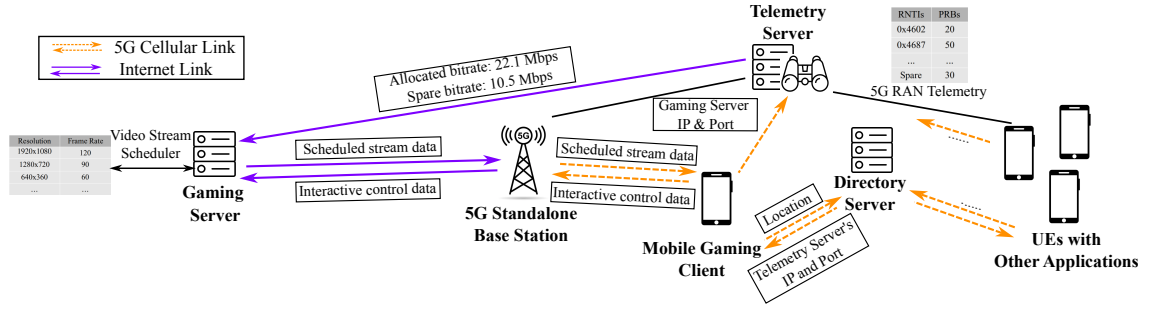 5G Cellular Link
Internet Link
Telemetry
Server
RNTIs PRBs
0x4602 20
0x4687 50
... ...
Spare 30
5G RAN Telemetry
Allocated bitrate: 22.1 Mbps
Spare bitrate: 10.5 Mbps
Gaming Server
IP & Port
Resolution Frame Rate
1920x1080 120
1280x720 90
640x360 60
... ...
Video Stream
Scheduler
Gaming
Server
Scheduled stream data
Interactive control data
5G
5G Standalone
Base Station
Scheduled stream data
Interactive control data
Mobile Gaming
Client
Location
Telemetry Server's
IP and Port
Directory
Server
......
......
UEs with
Other Applications